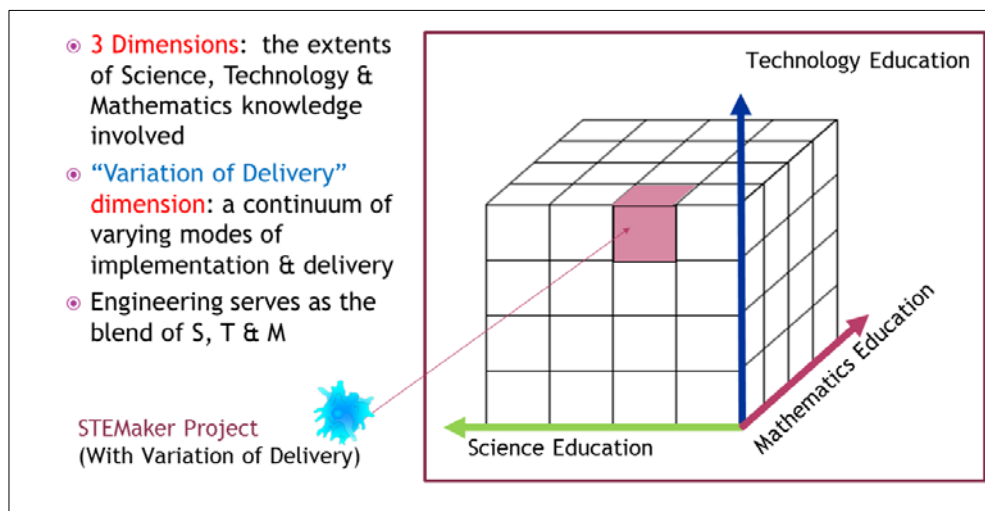 3 Dimensions: the extents
of Science, Technology &
Mathematics knowledge
involved
“Variation of Delivery”
dimension: a continuum of
varying modes of
implementation & delivery
Engineering serves as the
blend of S, T & M
STEMaker Project
(With Variation of Delivery)
Technology Education
Mathematics Education
Science Education